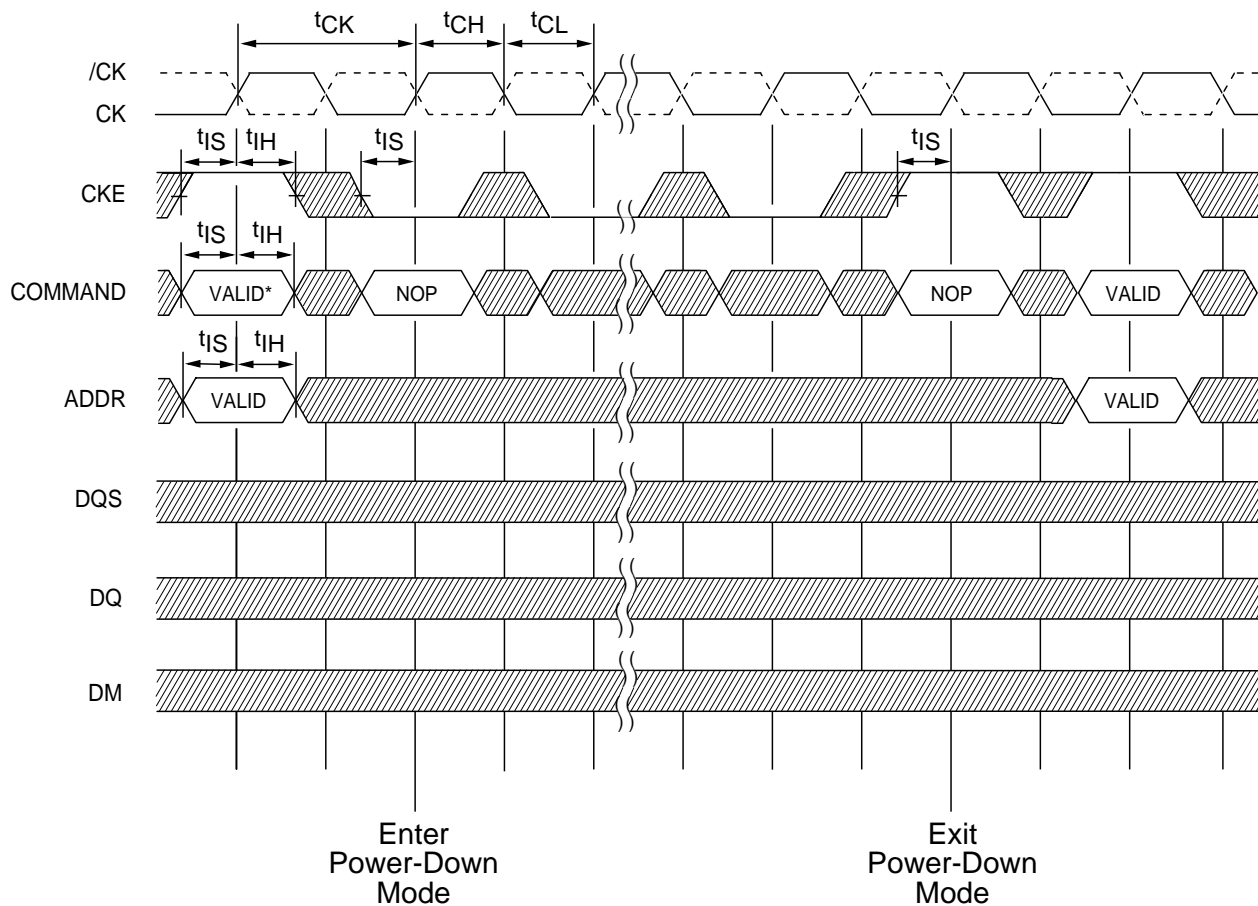 tCK tCH tCL
/CK
CK
tIS tIH tIS tIS
CKE
tIS tIH
COMMAND VALID* NOP NOP VALID
tIS tIH
ADDR VALID VALID
DQS
DQ
DM
Enter Power-Down Mode
Exit Power-Down Mode